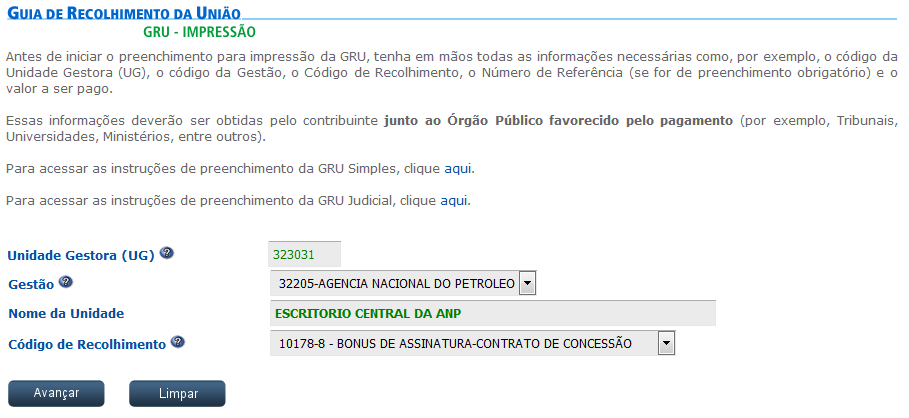 GUIA DE RECOLHIMENTO DA UNIÃO
GRU - IMPRESSÃO
Antes de iniciar o preenchimento para impressão da GRU, tenha em mãos todas as informações necessárias como, por exemplo, o código da
Unidade Gestora (UG), o código da Gestão, o Código de Recolhimento, o Número de Referência (se for de preenchimento obrigatório) e o
valor a ser pago.
Essas informações deverão ser obtidas pelo contribuinte junto ao Órgão Público favorecido pelo pagamento (por exemplo, Tribunais,
Universidades, Ministérios, entre outros).
Para acessar as instruções de preenchimento da GRU Simples, clique aqui.
Para acessar as instruções de preenchimento da GRU Judicial, clique aqui.
Unidade Gestora (UG) ? 323031
Gestão ? 32205-AGENCIA NACIONAL DO PETROLEO
Nome da Unidade ESCRITORIO CENTRAL DA ANP
Código de Recolhimento ? 10178-8 - BONUS DE ASSINATURA-CONTRATO DE CONCESSÃO
Avançar Limpar